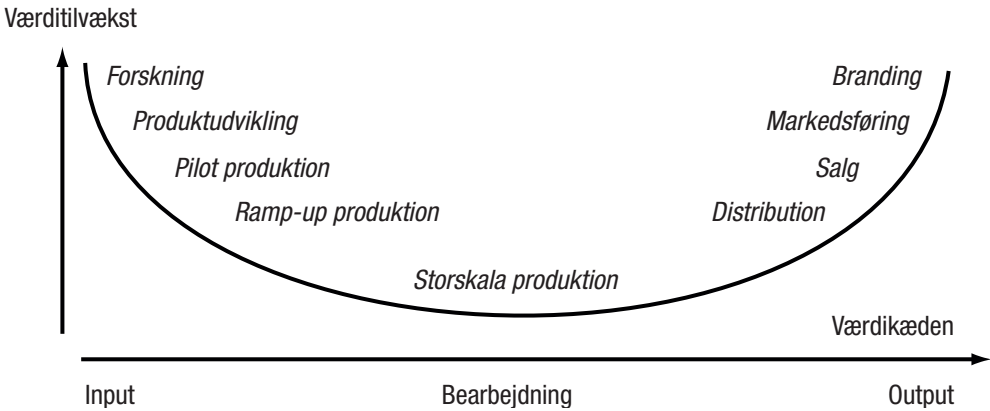 Værditilvækst
Forskning
Branding
Produktudvikling
Markedsføring
Pilot produktion
Salg
Ramp-up produktion
Distribution
Storskala produktion
Værdikæden
Input
Bearbejdning
Output